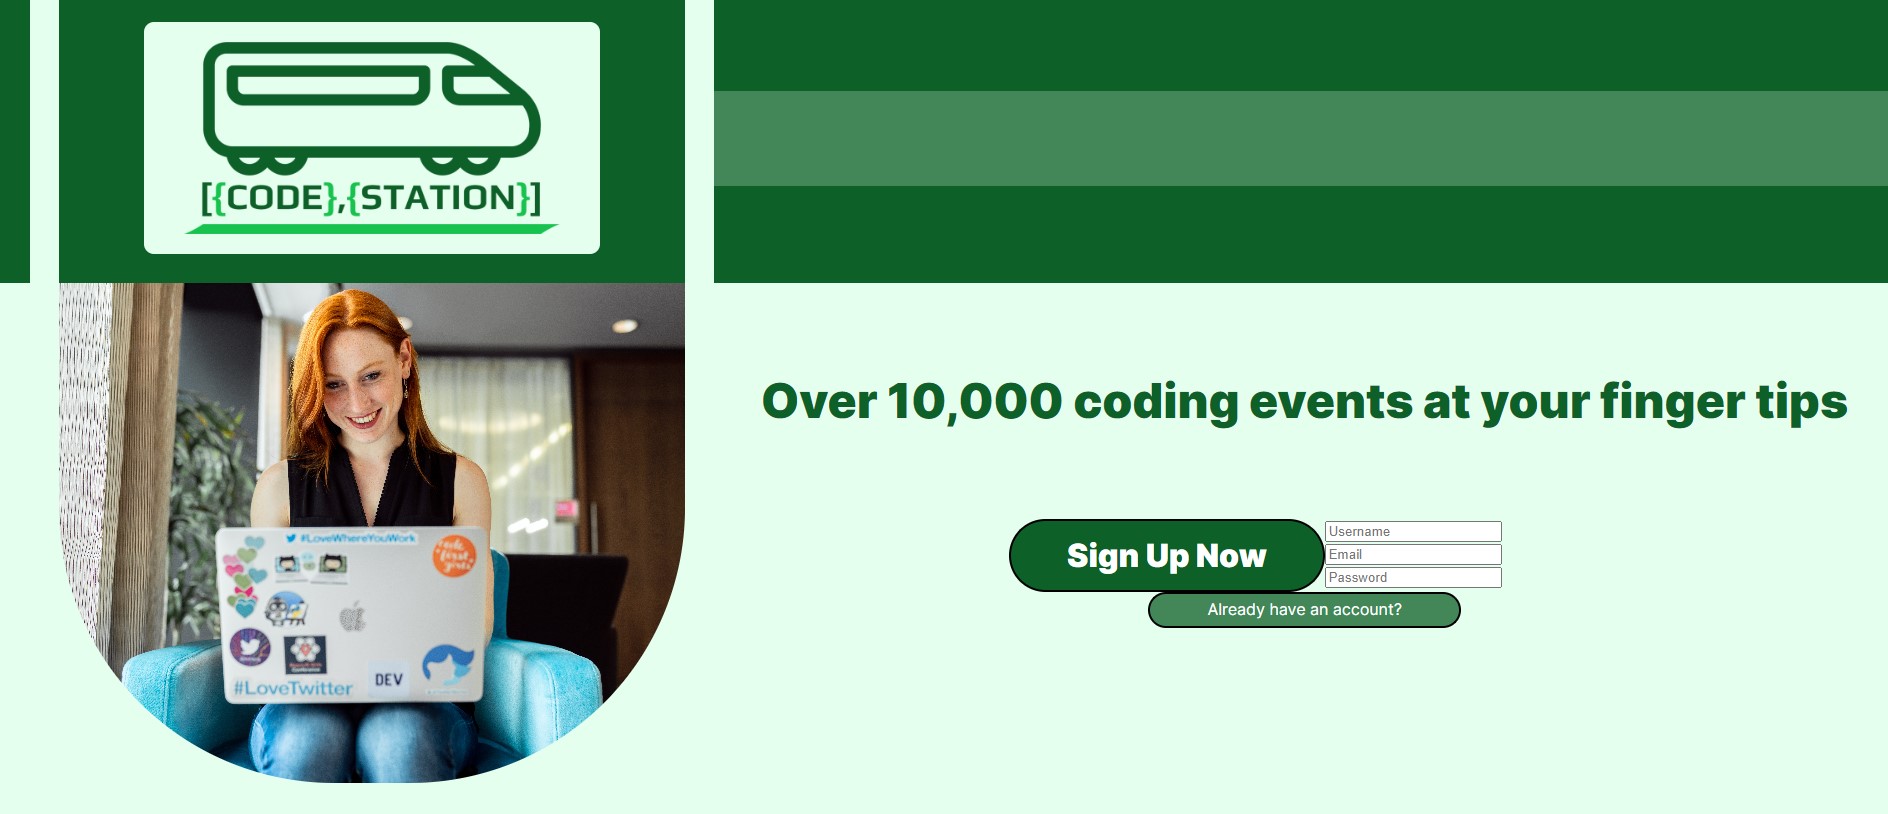 [{CODE},{STATION}]
Over 10,000 coding events at your finger tips
Sign Up Now
Username
Email
Password
Already have an account?
#LoveWhereYouWork
code
first
girls
DEV
#LoveTwitter